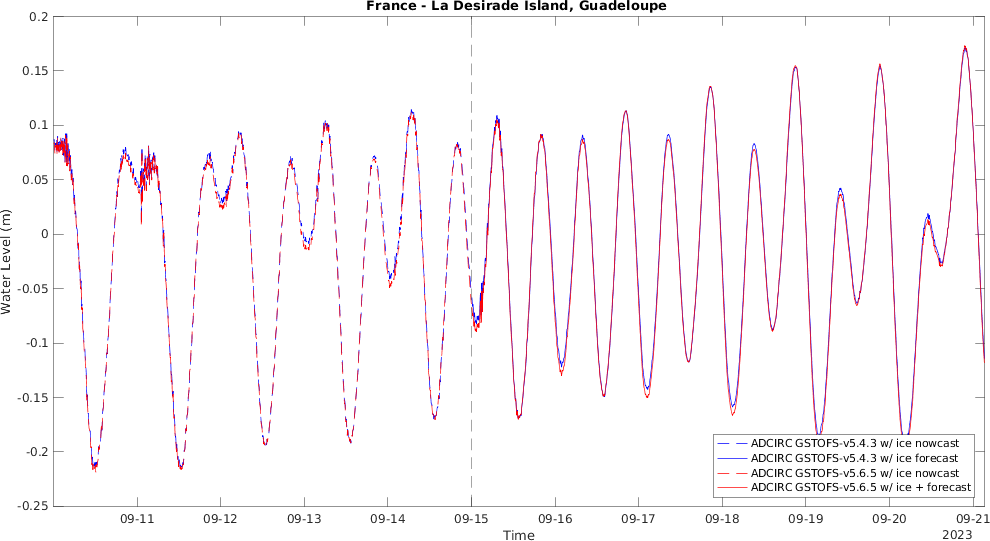 France - La Desirade Island, Guadeloupe
0.2
0.15
0.1
0.05
0
-0.05
-0.1
-0.15
-0.2
-0.25
Water Level (m)
ADCIRC GSTOFS-v5.4.3 w/ ice nowcast
ADCIRC GSTOFS-v5.4.3 w/ ice forecast
ADCIRC GSTOFS-v5.6.5 w/ ice nowcast
ADCIRC GSTOFS-v5.6.5 w/ ice + forecast
09-11 09-12 09-13 09-14 09-15 09-16 09-17 09-18 09-19 09-20 09-21
Time
2023